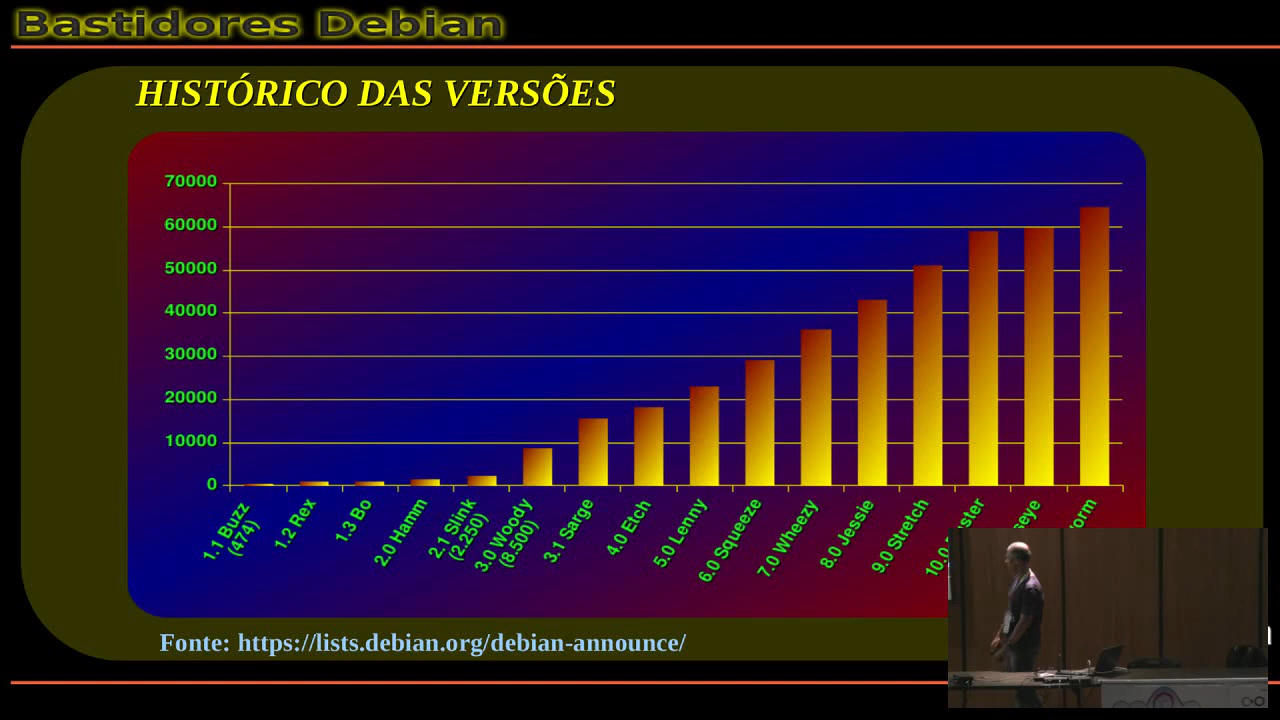 Bastidores Debian
HISTÓRICO DAS VERSÕES
70000
60000
50000
40000
30000
20000
10000
0
1.1 Buzz
(474)
1.2 Rex
1.3 Bo
2.0 Hamm
2.1 Slink
(2.250)
3.0 Woody
(8.500)
3.1 Sarge
4.0 Etch
5.0 Lenny
6.0 Squeeze
7.0 Wheezy
8.0 Jessie
9.0 Stretch
10.0
Fonte: https://lists.debian.org/debian-announce/